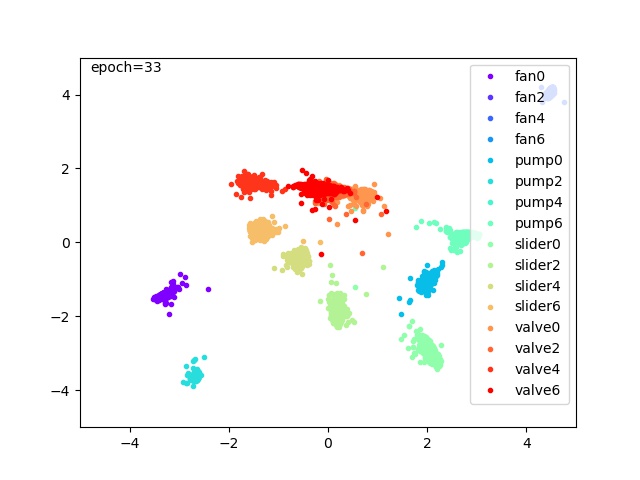 epoch=33
fan0
fan2
fan4
fan6
pump0
pump2
pump4
pump6
slider0
slider2
slider4
slider6
valve0
valve2
valve4
valve6
4
2
0
−2
−4
−4
−2
0
2
4